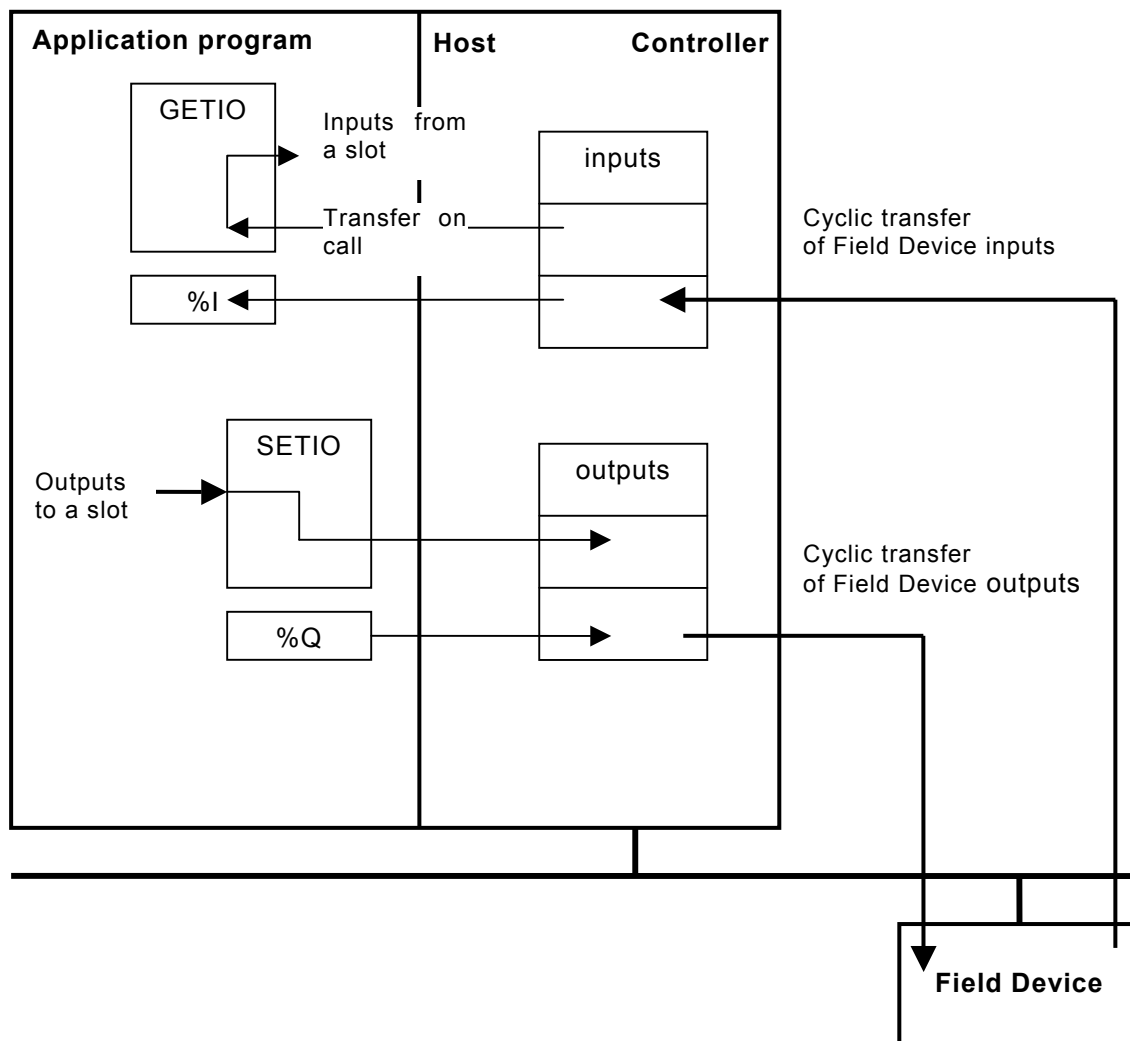 Application program
Host Controller
GETIO
Inputs from
a slot
Transfer on
call
%I
inputs
Cyclic transfer
of Field Device inputs
SETIO
Outputs
to a slot
%Q
outputs
Cyclic transfer
of Field Device outputs
Field Device